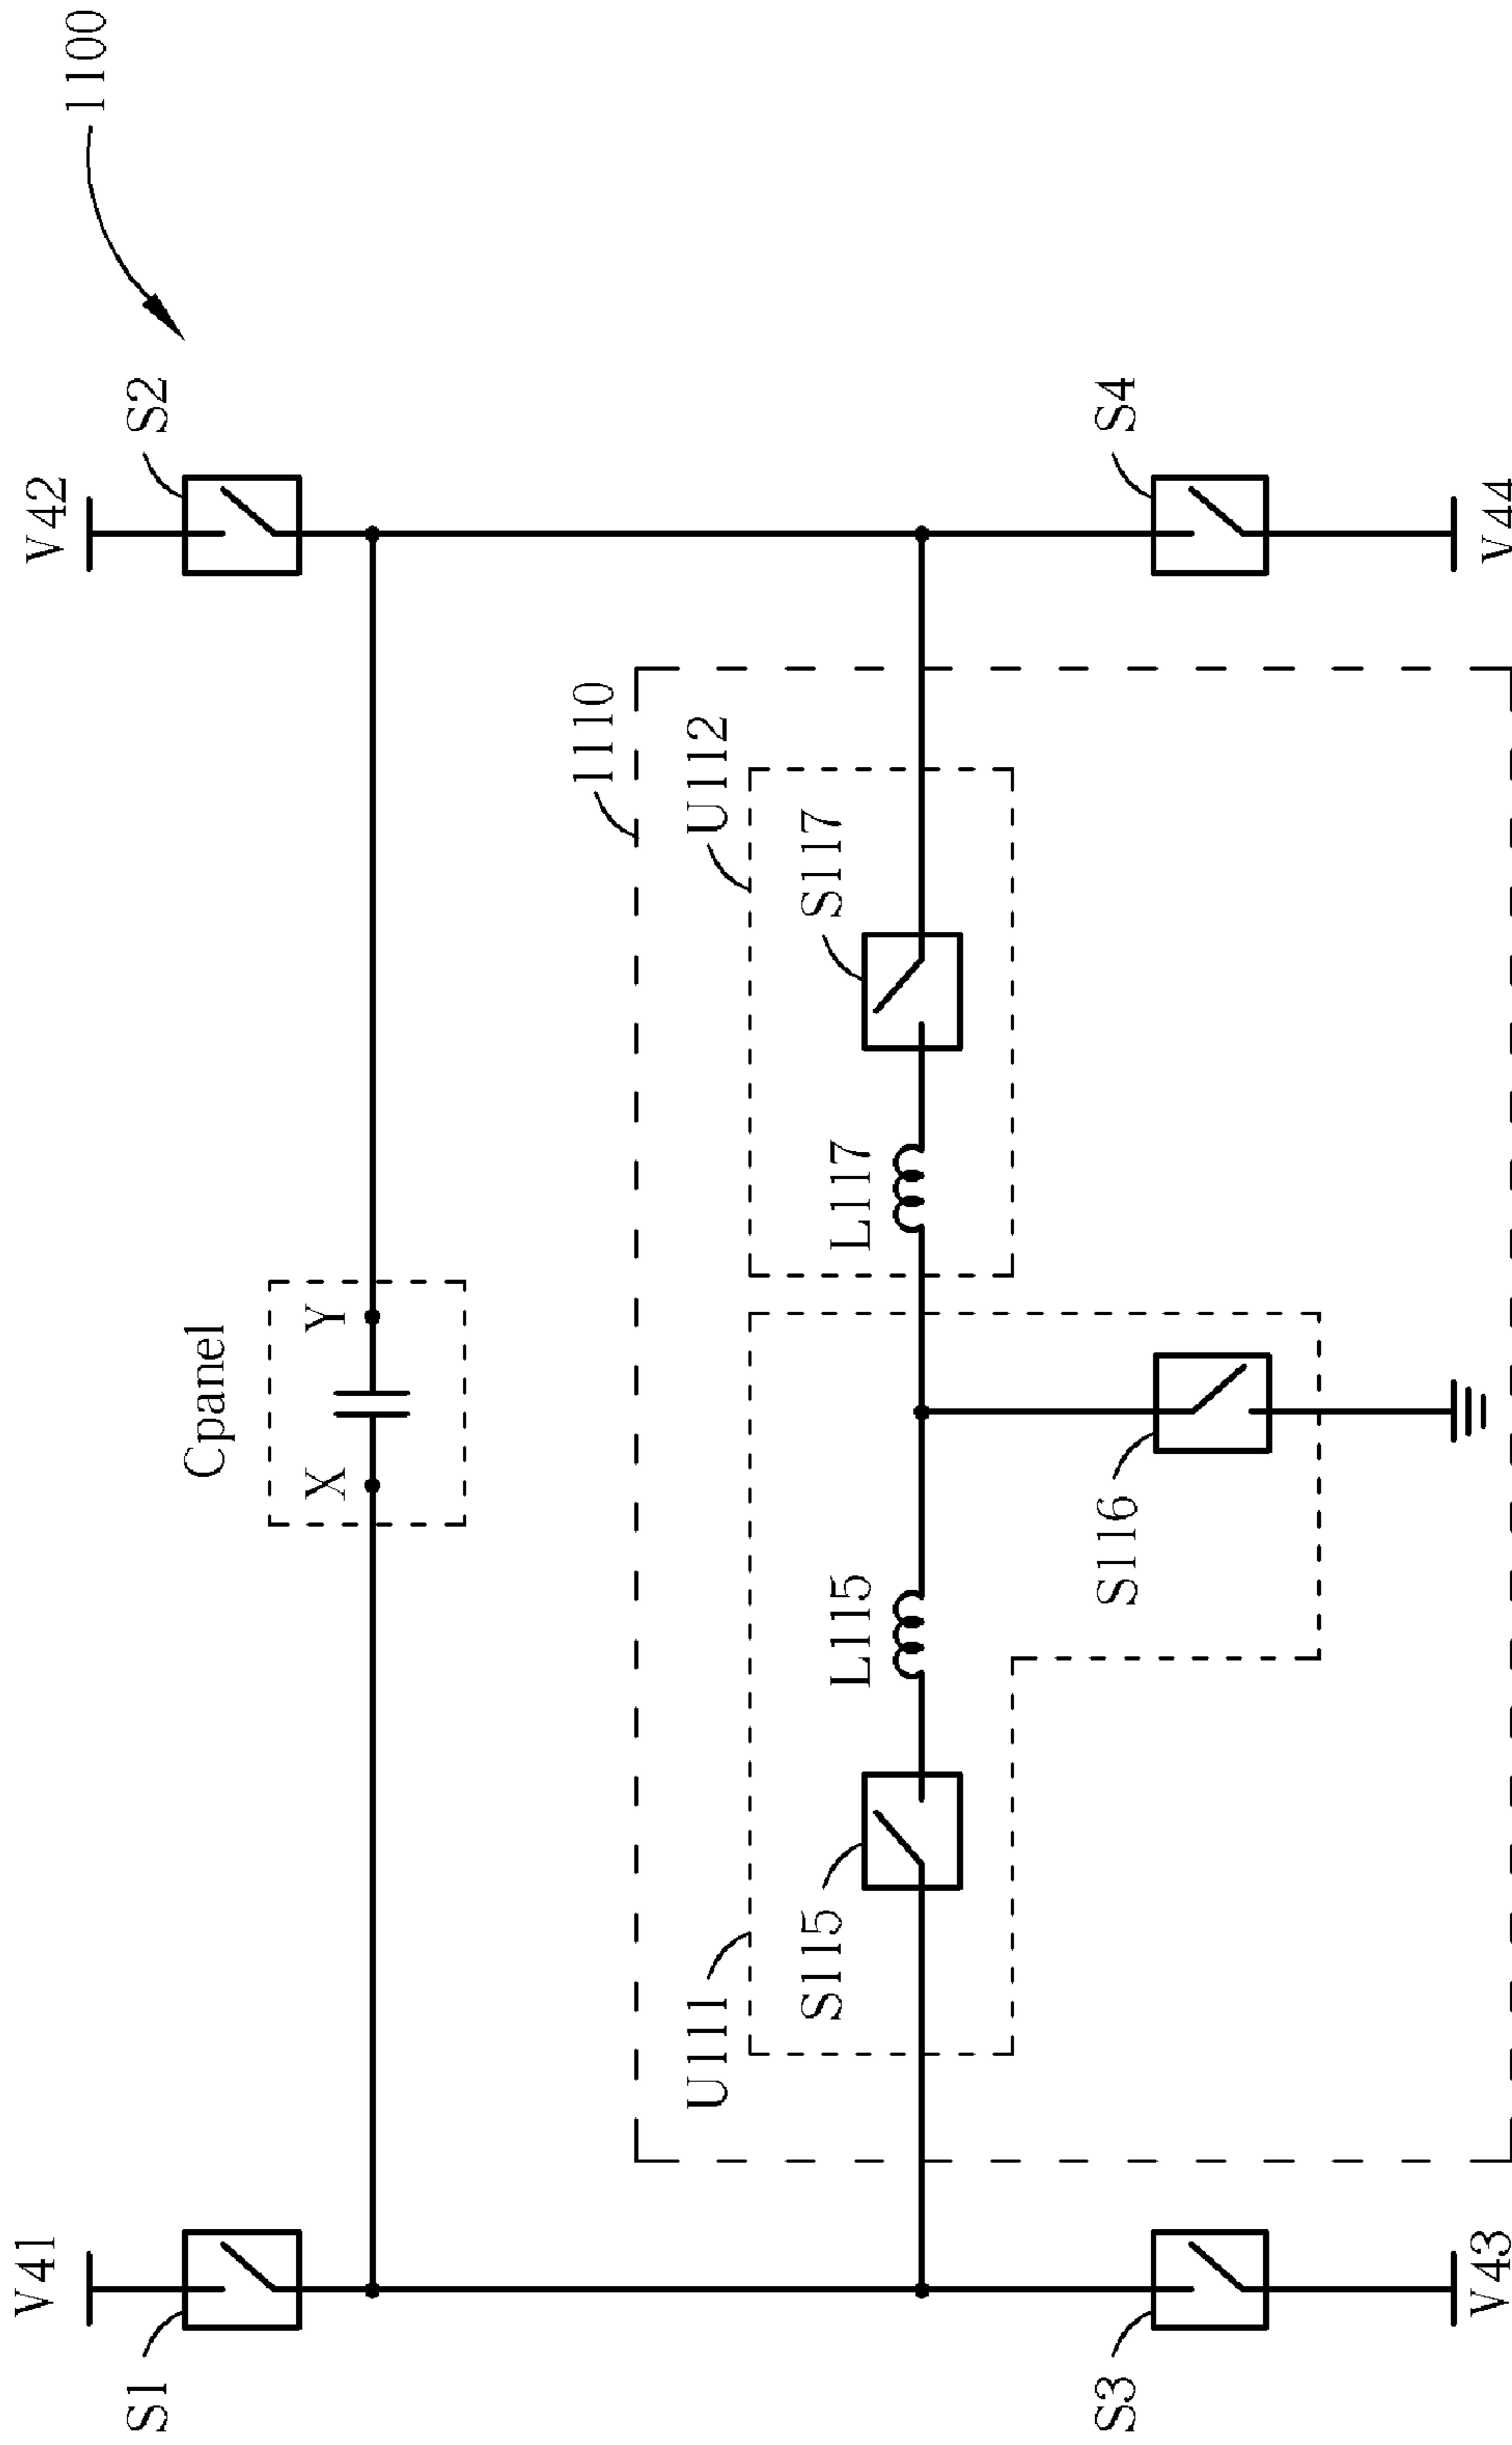 1100
V41
V42
S1
S2
Cpanel
X
Y
1110
U111
U112
S115
L115
L117
S117
S116
S3
S4
V43
V44